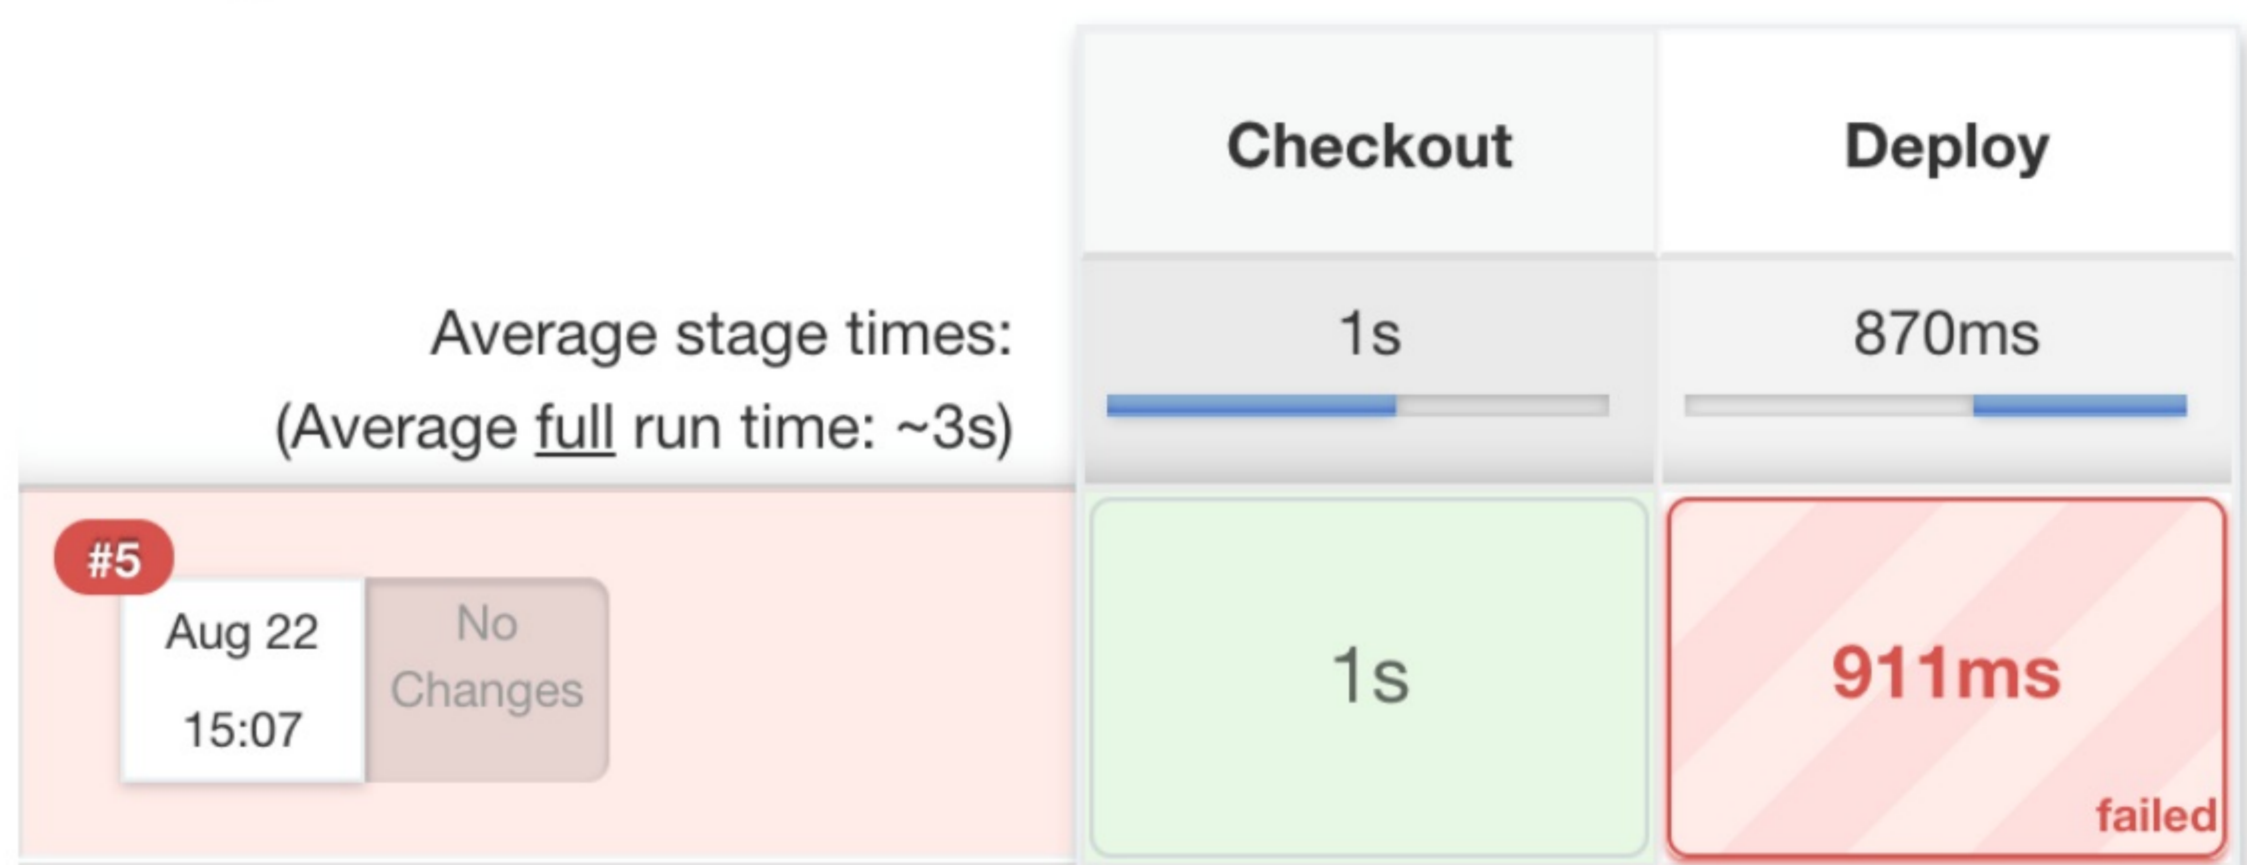 Checkout
Deploy
Average stage times:
1s
870ms
(Average full run time: ~3s)
#5
Aug 22
15:07
No
Changes
1s
911ms
failed